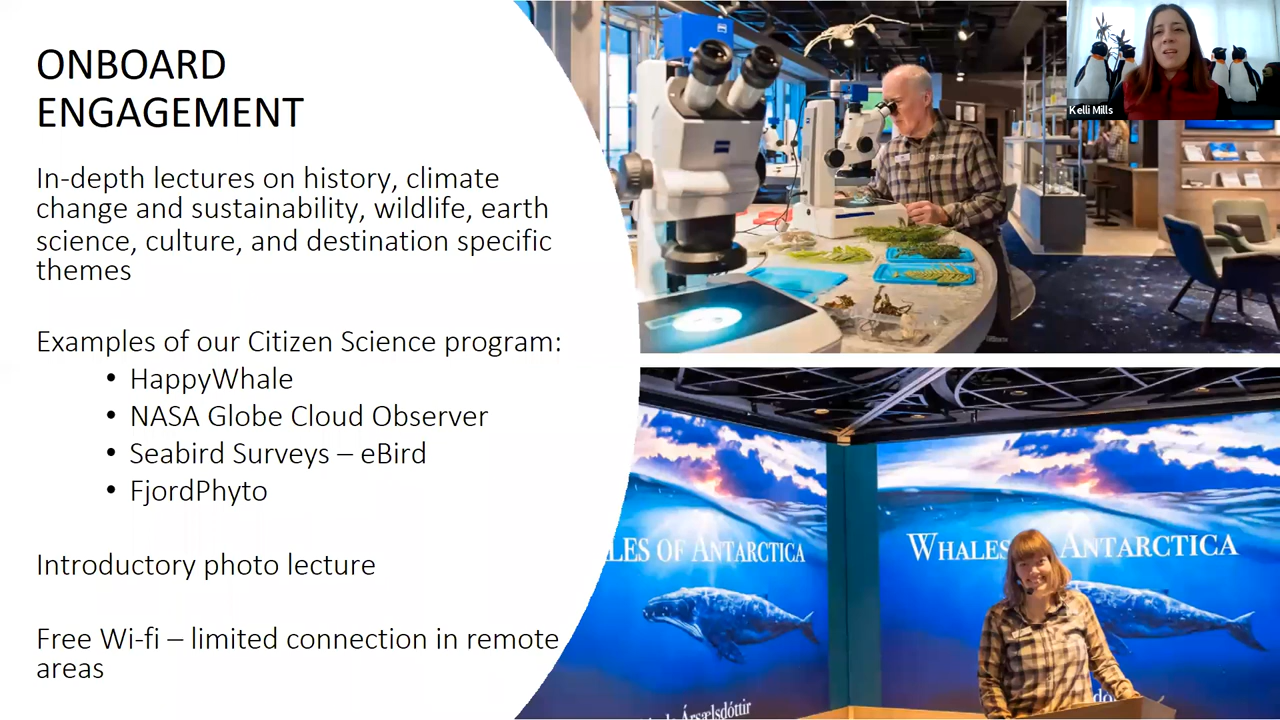 ONBOARD
ENGAGEMENT
In-depth lectures on history, climate
change and sustainability, wildlife, earth
science, culture, and destination specific
themes
Examples of our Citizen Science program:
• HappyWhale
• NASA Globe Cloud Observer
• Seabird Surveys – eBird
• FjordPhyto
Introductory photo lecture
Free Wi-fi – limited connection in remote
areas
Kelli Mills
LES OF ANTARCTICA
WHALES ANTARCTICA
Ársælsdóttir